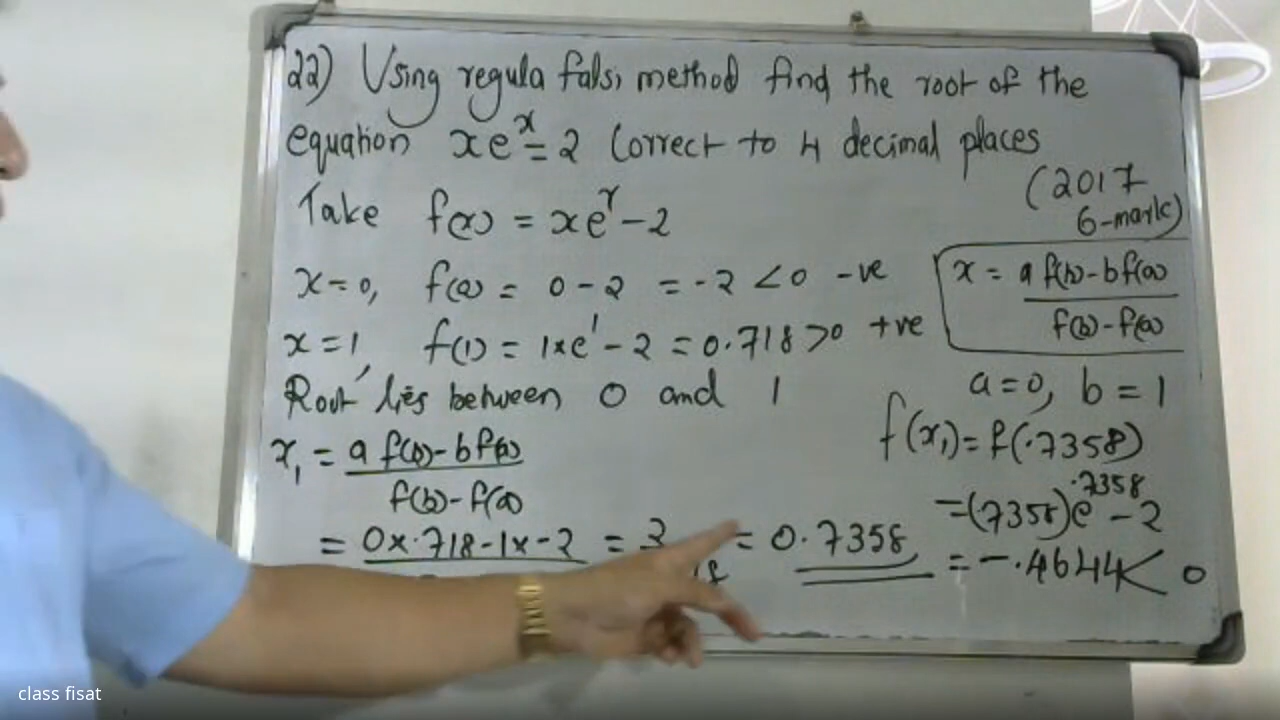 22) Using regula falsi method find the root of the
equation xe^x = 2 Correct to 4 decimal places
(2017
6-mark)
Take f(x) = xe^x - 2
x=0, f(0) = 0 - 2 = -2 <0 -ve
x = a f(b)-b f(a) / f(b)-f(a)
x=1, f(1) = 1×e^1 - 2 = 0.718>0 +ve
Root lies between 0 and 1
a=0, b=1
x₁ = a f(b)-b f(a) / f(b)-f(a)
f(x₁)=f(.7358)
=(.7358)e^.7358 - 2
= 0×.718-1×-2 = 2 = 0.7358
= -.4644< 0
class fisat